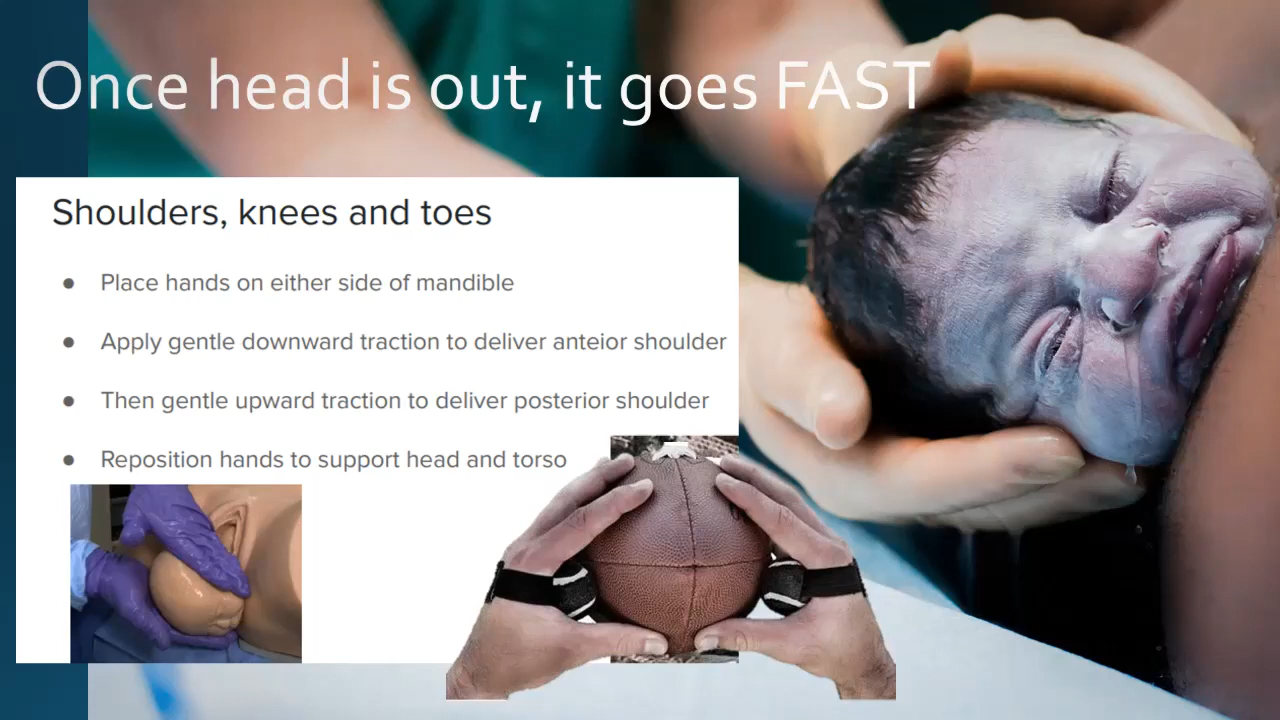 Once head is out, it goes FAST
Shoulders, knees and toes
● Place hands on either side of mandible
● Apply gentle downward traction to deliver anteior shoulder
● Then gentle upward traction to deliver posterior shoulder
● Reposition hands to support head and torso